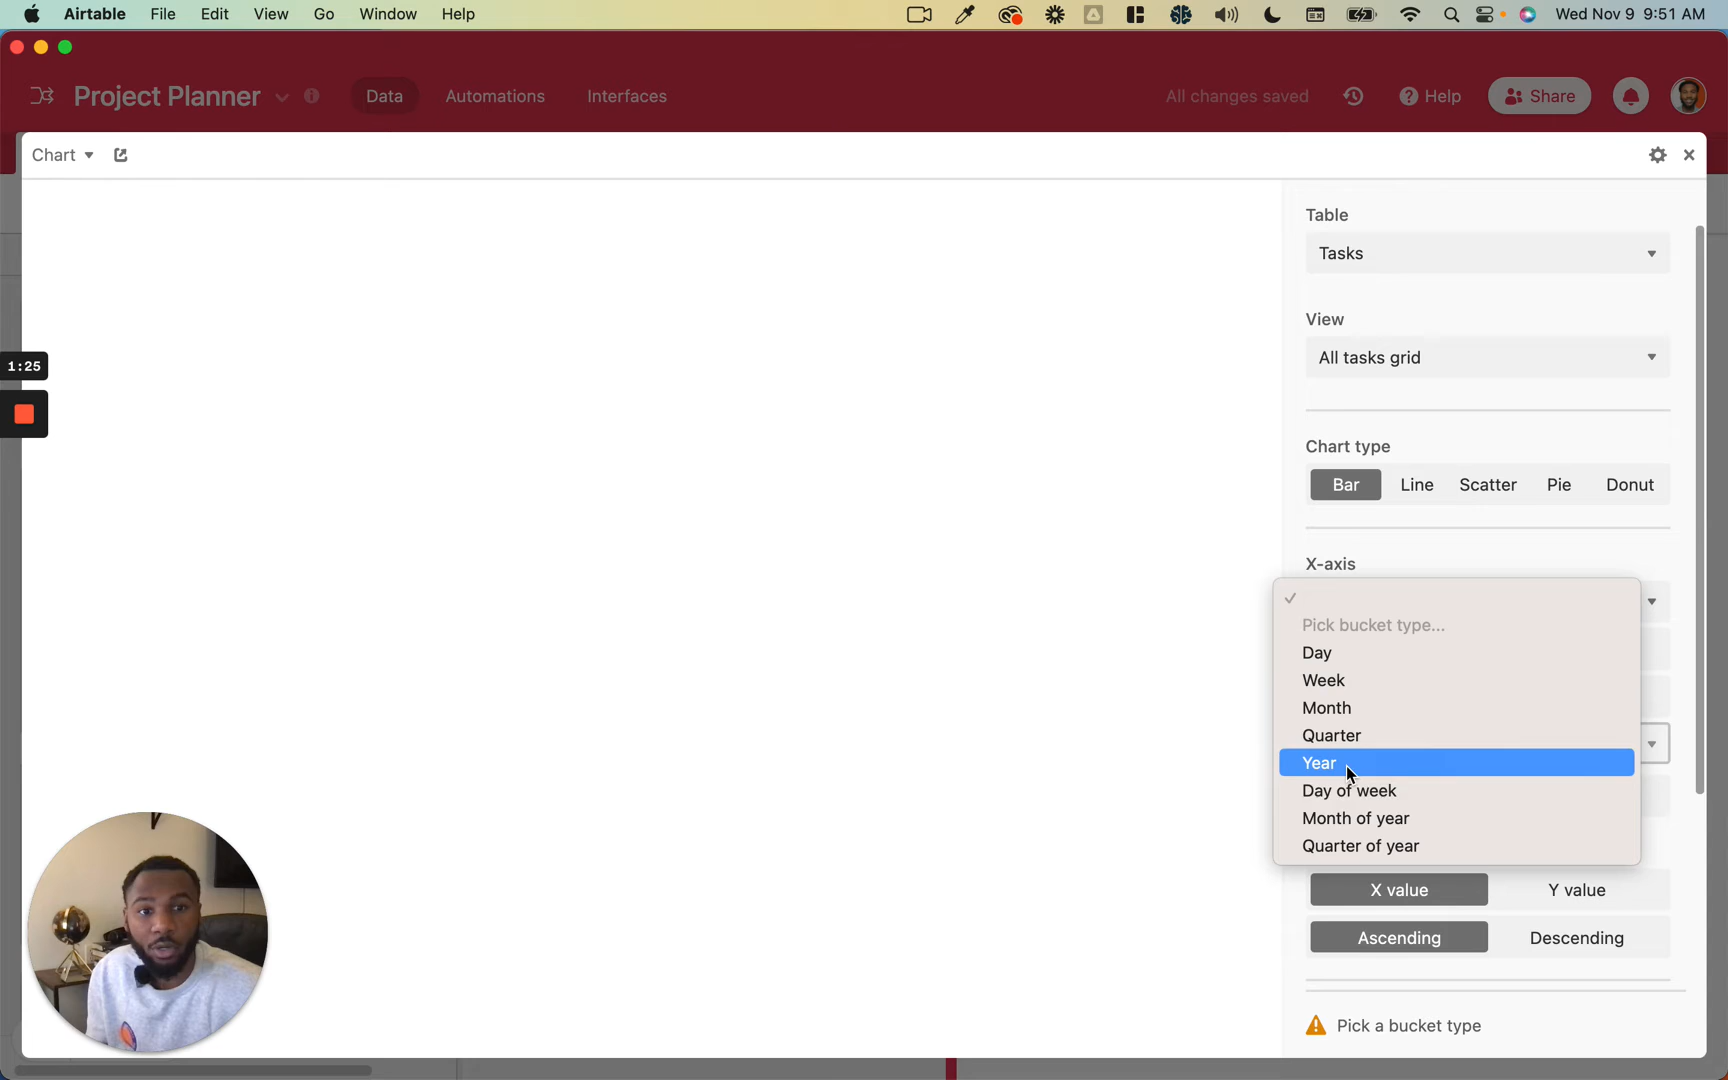 Airtable File Edit View Go Window Help Wed Nov 9 9:51 AM
Project Planner Data Automations Interfaces All changes saved Help Share
Chart
Table
Tasks
View
All tasks grid
1:25
Chart type
Bar Line Scatter Pie Donut
X-axis
Pick bucket type...
Day
Week
Month
Quarter
Year
Day of week
Month of year
Quarter of year
X value Y value
Ascending Descending
Pick a bucket type